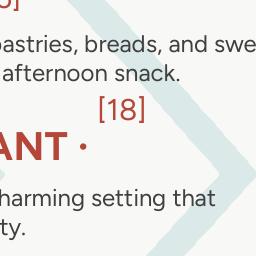 pastries, breads, and swe
afternoon snack.
[18]
ANT ·
harming setting that
ty.